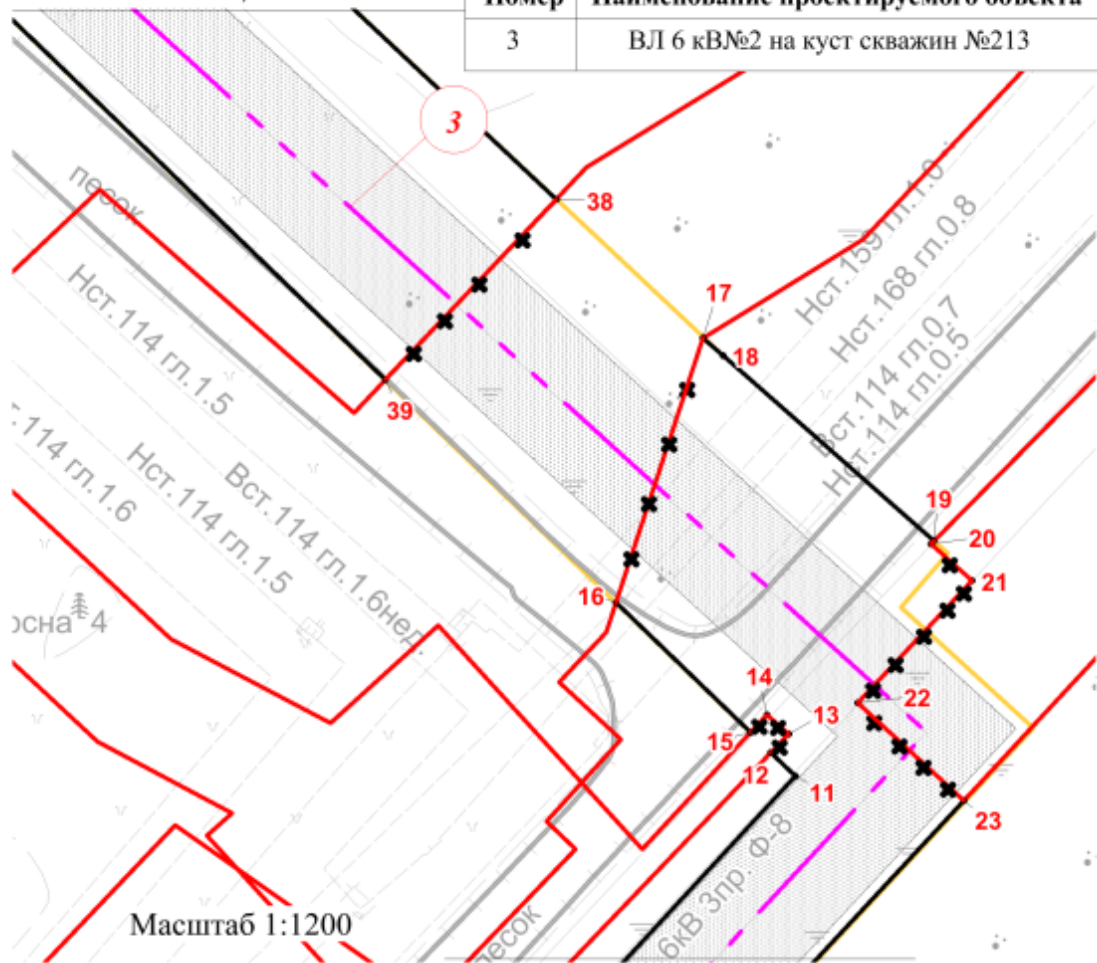 Номер Наименование проектируемого объекта
3 ВЛ 6 кВ№2 на куст скважин №213
3
38
песок
Нст.159 гл.1.0
Нст.168 гл.0.8
Вст.114 гл.0.7
Нст.114 гл.0.5
17
18
39
Нст.114 гл.1.5
Вст.114 гл.1.6нед.
Нст.114 гл.1.5
.114 гл.1.6
19
20
21
16
осна 4
14
22
13
15
12
11
23
6кВ 3пр. Ф-8
Масштаб 1:1200
есок